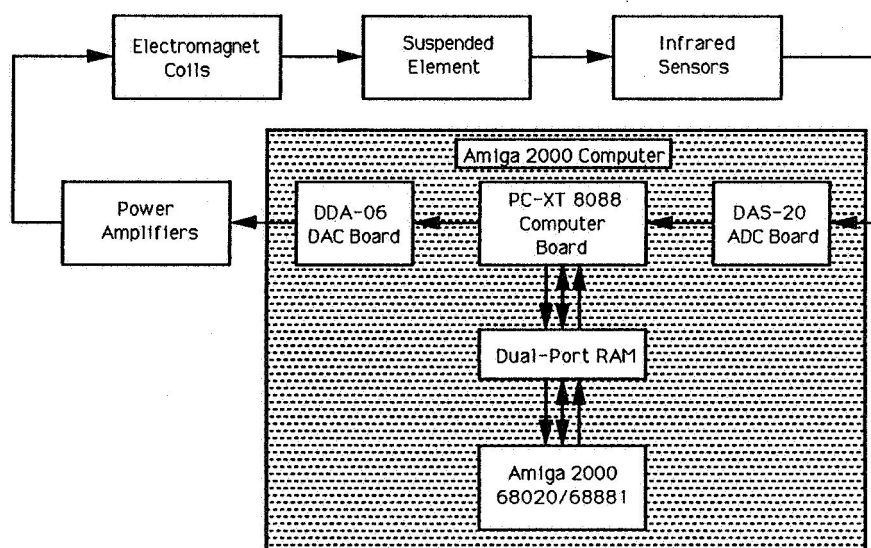 Electromagnet
Coils
Suspended
Element
Infrared
Sensors
Amiga 2000 Computer
Power
Amplifiers
DDA-06
DAC Board
PC-XT 8088
Computer
Board
DAS-20
ADC Board
Dual-Port RAM
Amiga 2000
68020/68881